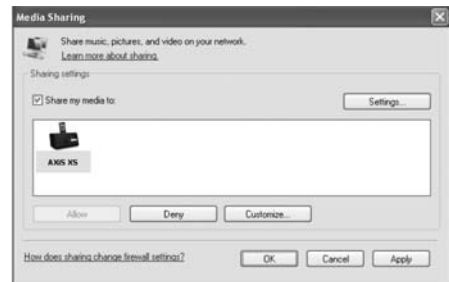 Media Sharing
Share music, pictures, and video on your network.
Learn more about sharing.
Sharing settings
Share my media to:
Settings...
AXiS XS
Allow
Deny
Customize...
How does sharing change firewall settings?
OK
Cancel
Apply